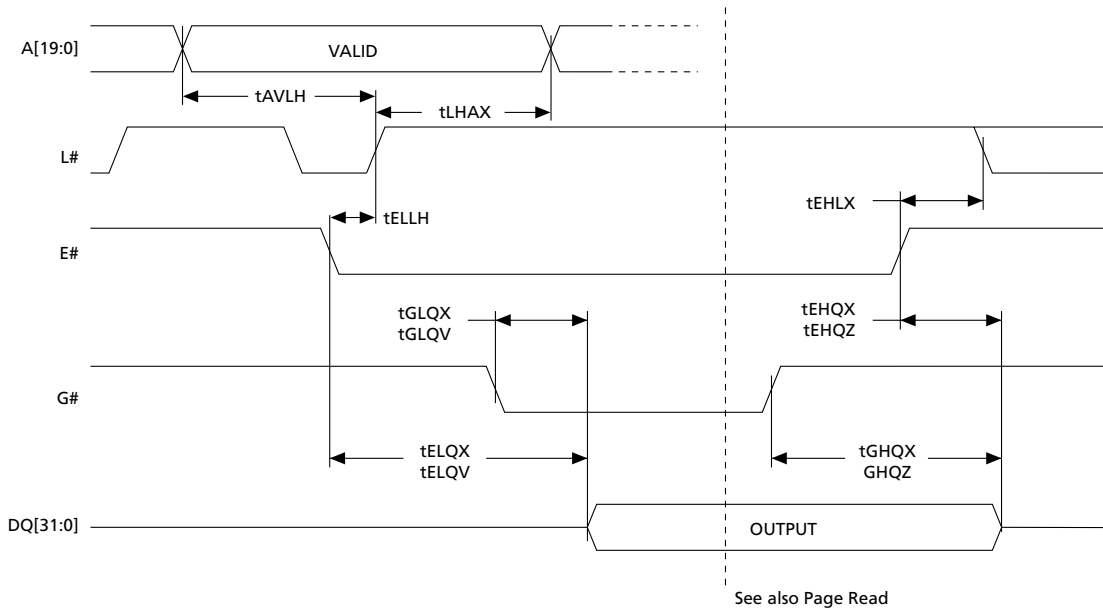 A[19:0]
VALID
tAVLH
tLHAX
L#
tEHLX
tELLH
E#
tGLQX
tGLQV
tEHQX
tEHQZ
G#
tELQX
tELQV
tGHQX
GHQZ
DQ[31:0]
OUTPUT
See also Page Read